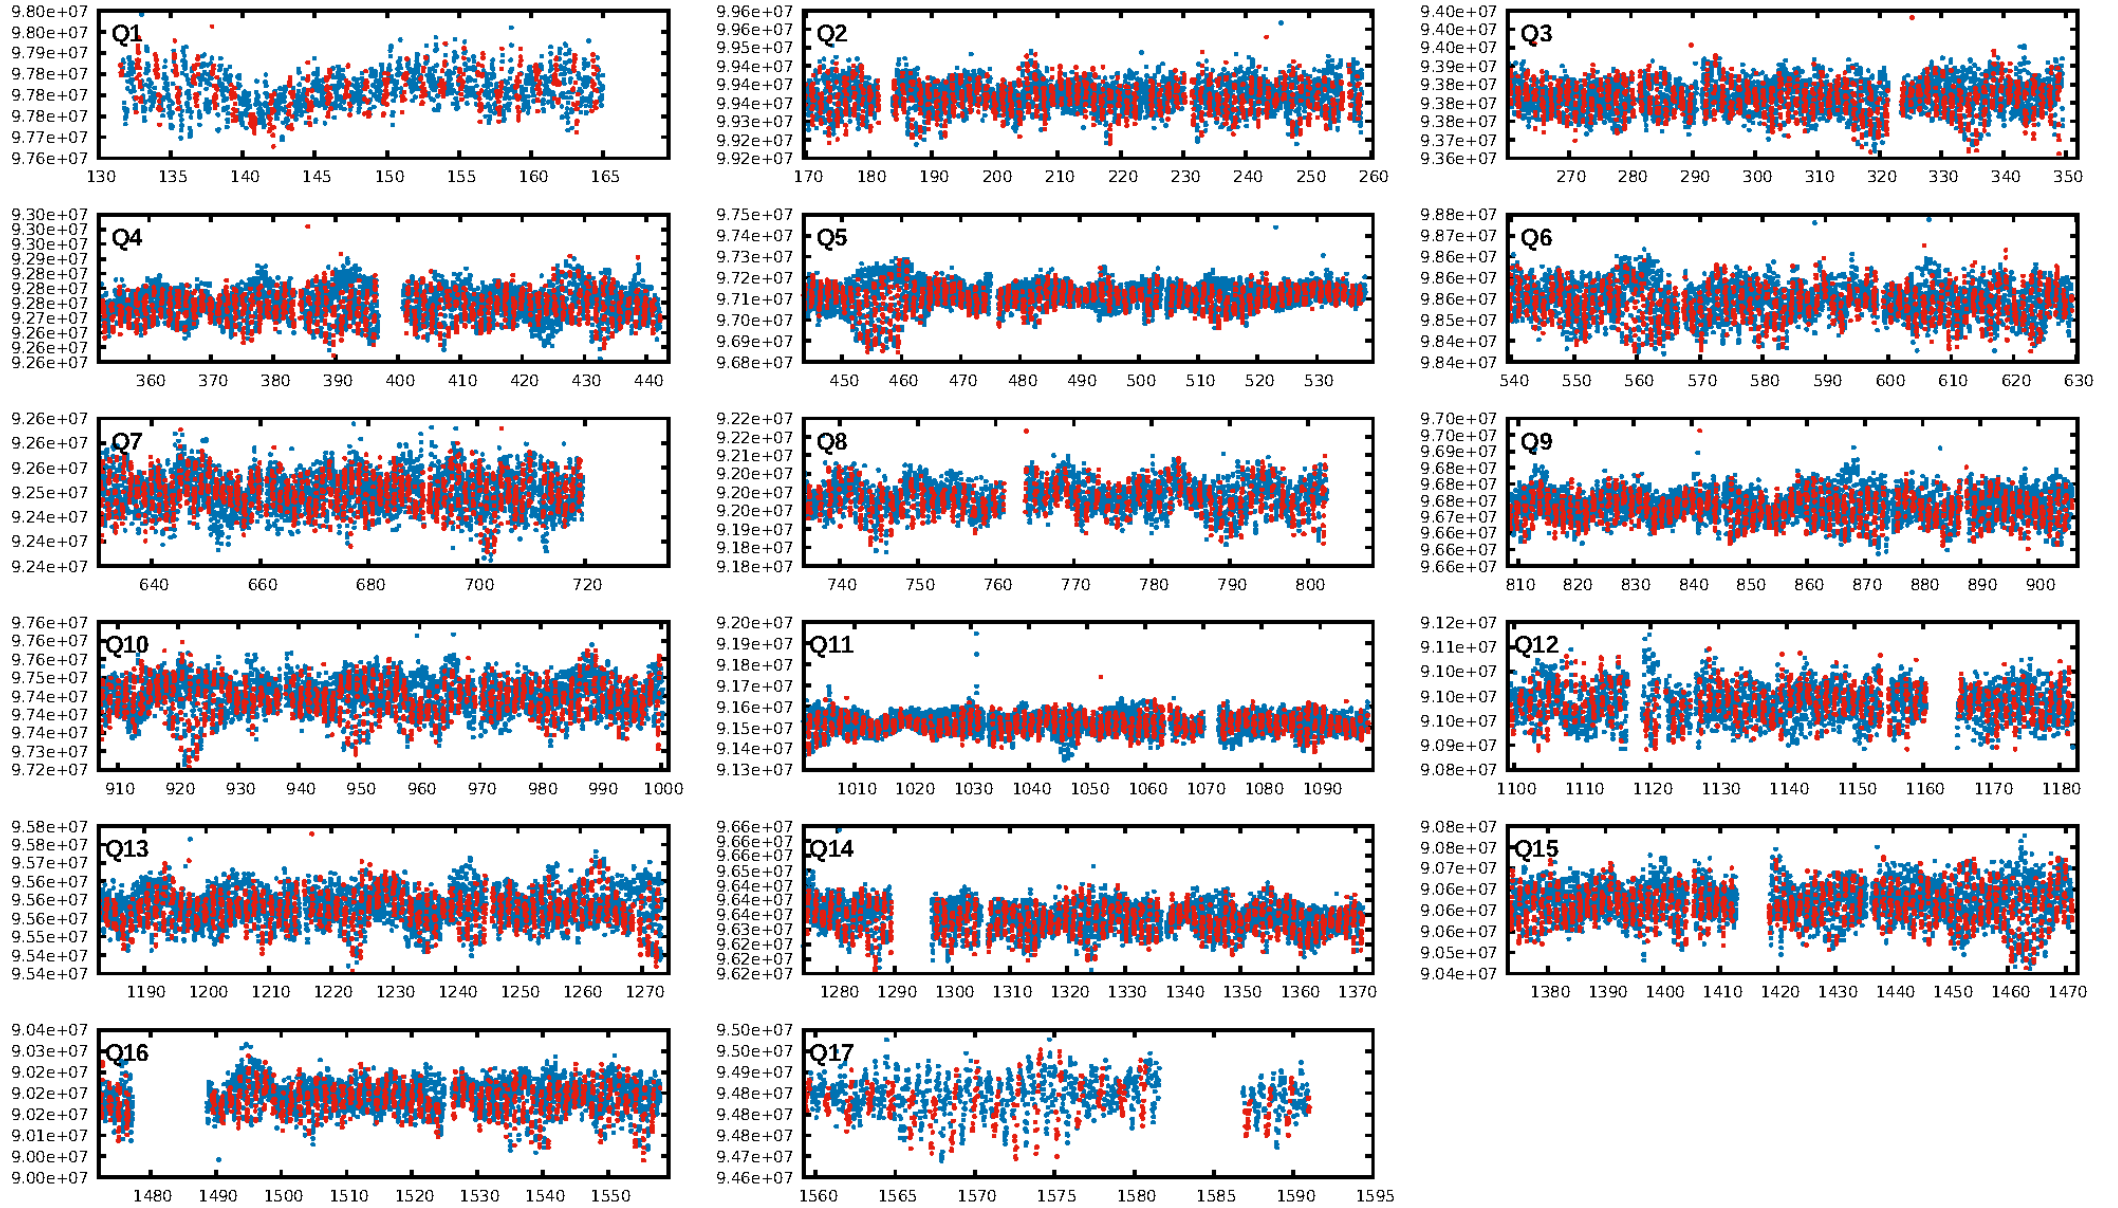 Q1
9.80e+07
9.80e+07
9.79e+07
9.78e+07
9.78e+07
9.78e+07
9.77e+07
9.76e+07
130 135 140 145 150 155 160 165
Q2
9.96e+07
9.96e+07
9.95e+07
9.94e+07
9.94e+07
9.94e+07
9.93e+07
9.92e+07
9.92e+07
170 180 190 200 210 220 230 240 250 260
Q3
9.40e+07
9.40e+07
9.40e+07
9.39e+07
9.38e+07
9.38e+07
9.38e+07
9.37e+07
9.36e+07
270 280 290 300 310 320 330 340 350
Q4
9.30e+07
9.30e+07
9.30e+07
9.29e+07
9.28e+07
9.28e+07
9.28e+07
9.27e+07
9.26e+07
9.26e+07
9.26e+07
360 370 380 390 400 410 420 430 440
Q5
9.75e+07
9.74e+07
9.73e+07
9.72e+07
9.71e+07
9.70e+07
9.69e+07
9.68e+07
450 460 470 480 490 500 510 520 530
Q6
9.88e+07
9.87e+07
9.86e+07
9.86e+07
9.86e+07
9.85e+07
9.84e+07
9.84e+07
540 550 560 570 580 590 600 610 620 630
Q7
9.26e+07
9.26e+07
9.26e+07
9.25e+07
9.24e+07
9.24e+07
9.24e+07
640 660 680 700 720
Q8
9.22e+07
9.22e+07
9.21e+07
9.20e+07
9.20e+07
9.20e+07
9.19e+07
9.18e+07
9.18e+07
740 750 760 770 780 790 800
Q9
9.70e+07
9.70e+07
9.69e+07
9.68e+07
9.68e+07
9.68e+07
9.67e+07
9.66e+07
9.66e+07
9.66e+07
810 820 830 840 850 860 870 880 890 900
Q10
9.76e+07
9.76e+07
9.76e+07
9.75e+07
9.74e+07
9.74e+07
9.74e+07
9.73e+07
9.72e+07
910 920 930 940 950 960 970 980 990 1000
Q11
9.20e+07
9.19e+07
9.18e+07
9.17e+07
9.16e+07
9.15e+07
9.14e+07
9.13e+07
1010 1020 1030 1040 1050 1060 1070 1080 1090
Q12
9.12e+07
9.11e+07
9.10e+07
9.10e+07
9.10e+07
9.09e+07
9.08e+07
1100 1110 1120 1130 1140 1150 1160 1170 1180
Q13
9.58e+07
9.58e+07
9.57e+07
9.56e+07
9.56e+07
9.56e+07
9.55e+07
9.54e+07
9.54e+07
1190 1200 1210 1220 1230 1240 1250 1260 1270
Q14
9.66e+07
9.66e+07
9.66e+07
9.65e+07
9.64e+07
9.64e+07
9.64e+07
9.63e+07
9.62e+07
9.62e+07
9.62e+07
1280 1290 1300 1310 1320 1330 1340 1350 1360 1370
Q15
9.08e+07
9.07e+07
9.07e+07
9.06e+07
9.06e+07
9.06e+07
9.05e+07
9.04e+07
1380 1390 1400 1410 1420 1430 1440 1450 1460 1470
Q16
9.04e+07
9.03e+07
9.02e+07
9.02e+07
9.02e+07
9.01e+07
9.00e+07
9.00e+07
1480 1490 1500 1510 1520 1530 1540 1550
Q17
9.50e+07
9.50e+07
9.49e+07
9.48e+07
9.48e+07
9.48e+07
9.46e+07
9.46e+07
1560 1565 1570 1575 1580 1585 1590 1595